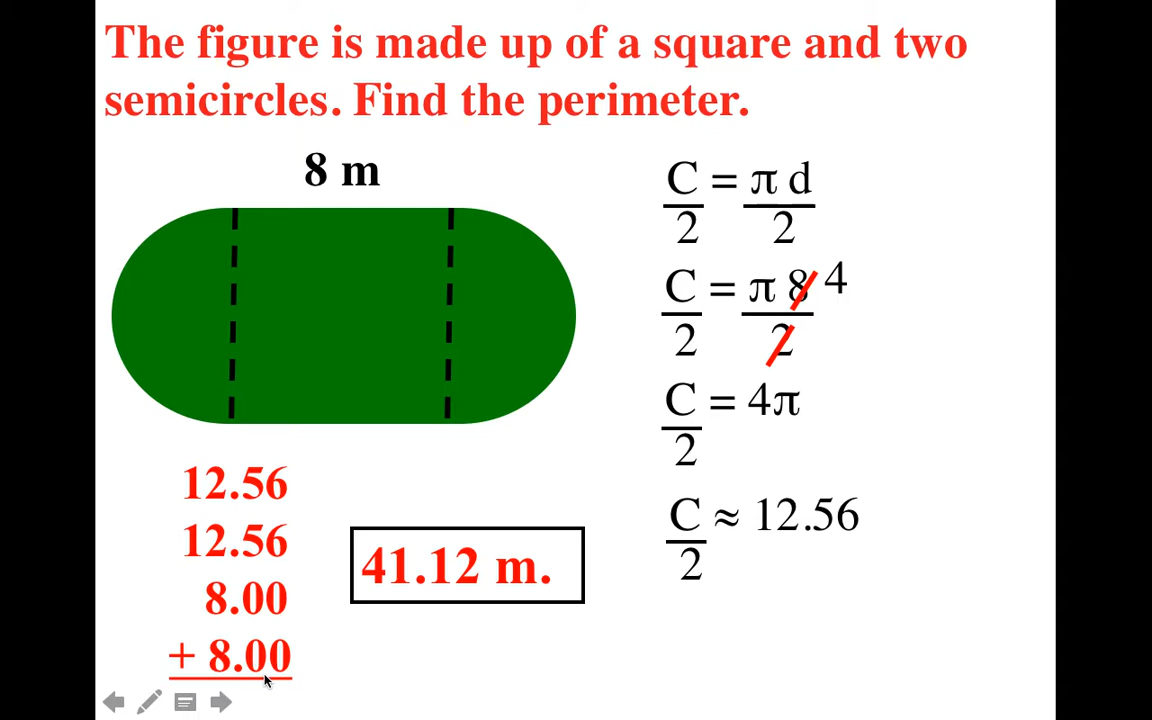 The figure is made up of a square and two
semicircles. Find the perimeter.
8 m
C = π d
2 2
C = π 8 4
2 2
C = 4π
2
C ≈ 12.56
2
12.56
12.56
8.00
+ 8.00
41.12 m.